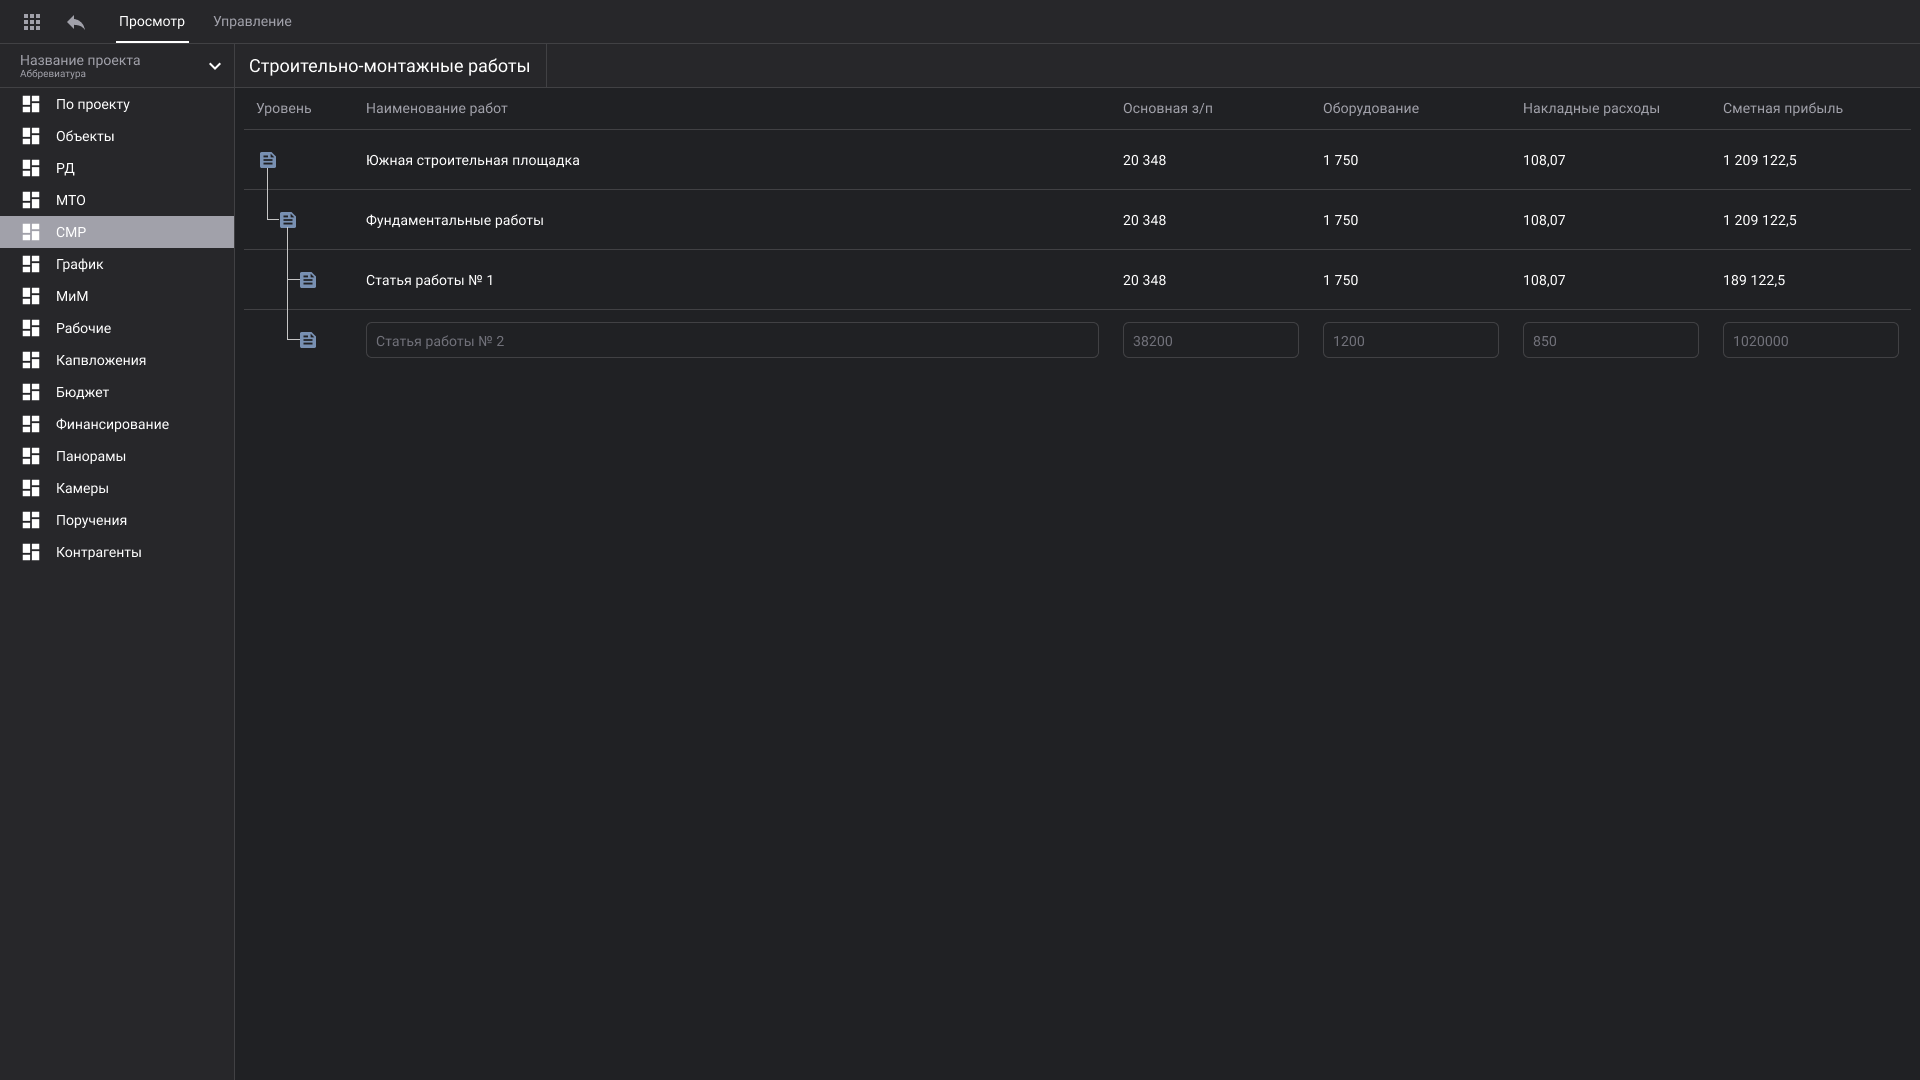 Просмотр Управление
Название проекта
Аббревиатура
Строительно-монтажные работы
По проекту
Объекты
РД
МТО
СМР
График
МиМ
Рабочие
Капвложения
Бюджет
Финансирование
Панорамы
Камеры
Поручения
Контрагенты
Уровень Наименование работ Основная з/п Оборудование Накладные расходы Сметная прибыль
Южная строительная площадка 20 348 1 750 108,07 1 209 122,5
Фундаментальные работы 20 348 1 750 108,07 1 209 122,5
Статья работы № 1 20 348 1 750 108,07 189 122,5
Статья работы № 2 38200 1200 850 1020000